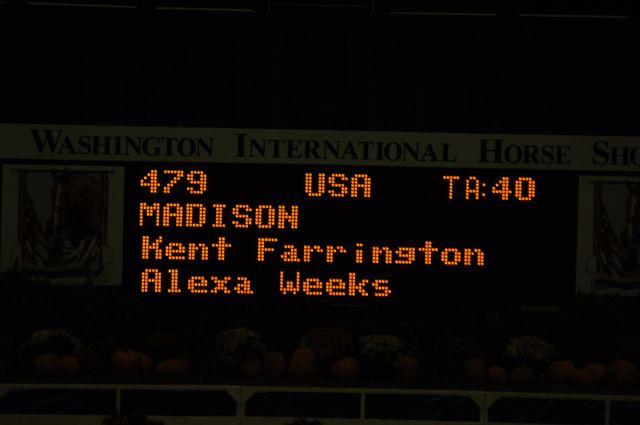 WASHINGTON INTERNATIONAL HORSE SHO
479 USA TA:40
MADISON
Kent Farrington
Alexa Weeks